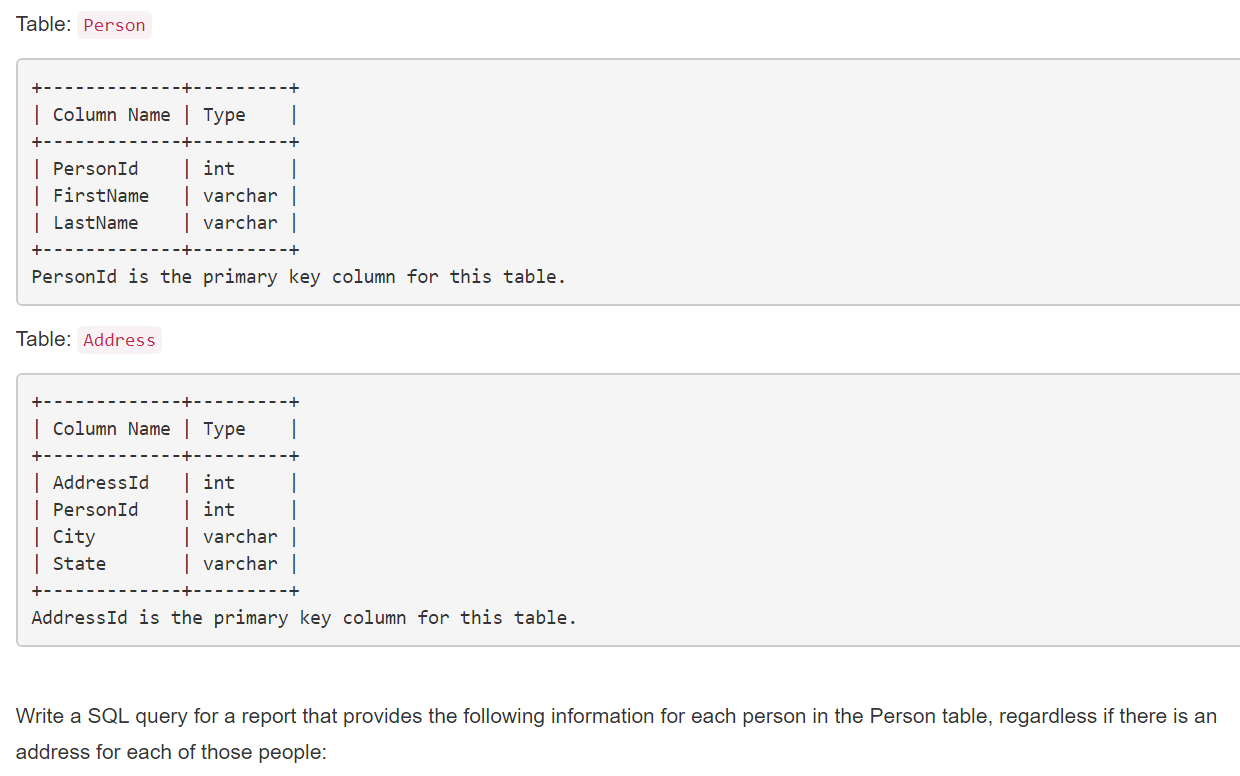 Table: Person
+-------------+---------+
| Column Name | Type    |
+-------------+---------+
| PersonId    | int     |
| FirstName   | varchar |
| LastName    | varchar |
+-------------+---------+
PersonId is the primary key column for this table.
Table: Address
+-------------+---------+
| Column Name | Type    |
+-------------+---------+
| AddressId   | int     |
| PersonId    | int     |
| City        | varchar |
| State       | varchar |
+-------------+---------+
AddressId is the primary key column for this table.
Write a SQL query for a report that provides the following information for each person in the Person table, regardless if there is an
address for each of those people: